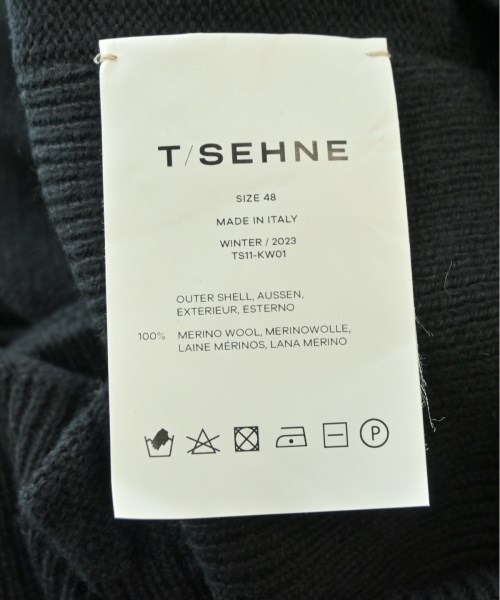 T/SEHNE
SIZE 48
MADE IN ITALY
WINTER / 2023
TS11-KW01
OUTER SHELL, AUSSEN,
EXTERIEUR, ESTERNO
100% MERINO WOOL, MERINOWOLLE,
LAINE MÉRINOS, LANA MERINO
P